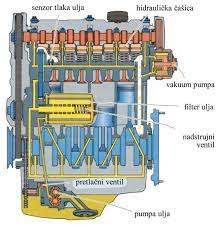 senzor tlaka ulja
hidraulička čašica
vakuum pumpa
filter ulja
nadstrujni
ventil
pretlačni ventil
pumpa ulja